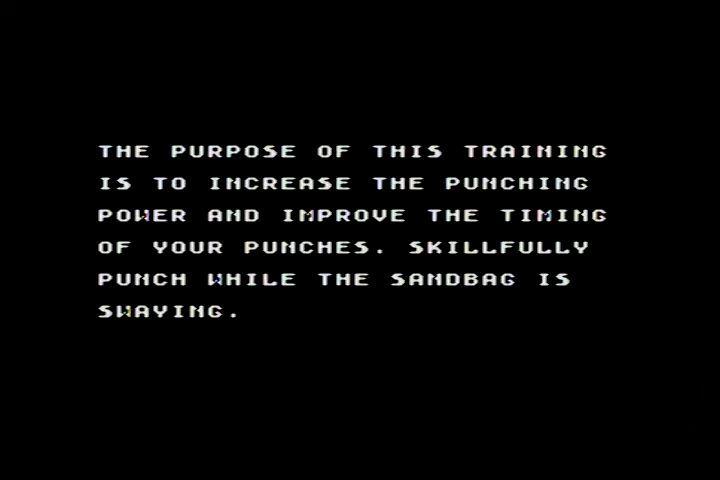 THE PURPOSE OF THIS TRAINING
IS TO INCREASE THE PUNCHING
POWER AND IMPROVE THE TIMING
OF YOUR PUNCHES. SKILLFULLY
PUNCH WHILE THE SANDBAG IS
SWAYING.